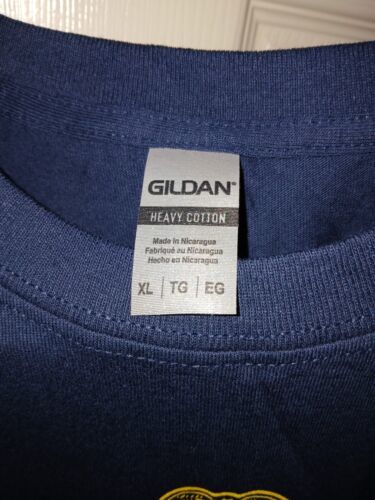 GILDAN
HEAVY COTTON
Made in Nicaragua
Fabriqué au Nicaragua
Hecho en Nicaragua
XL | TG | EG